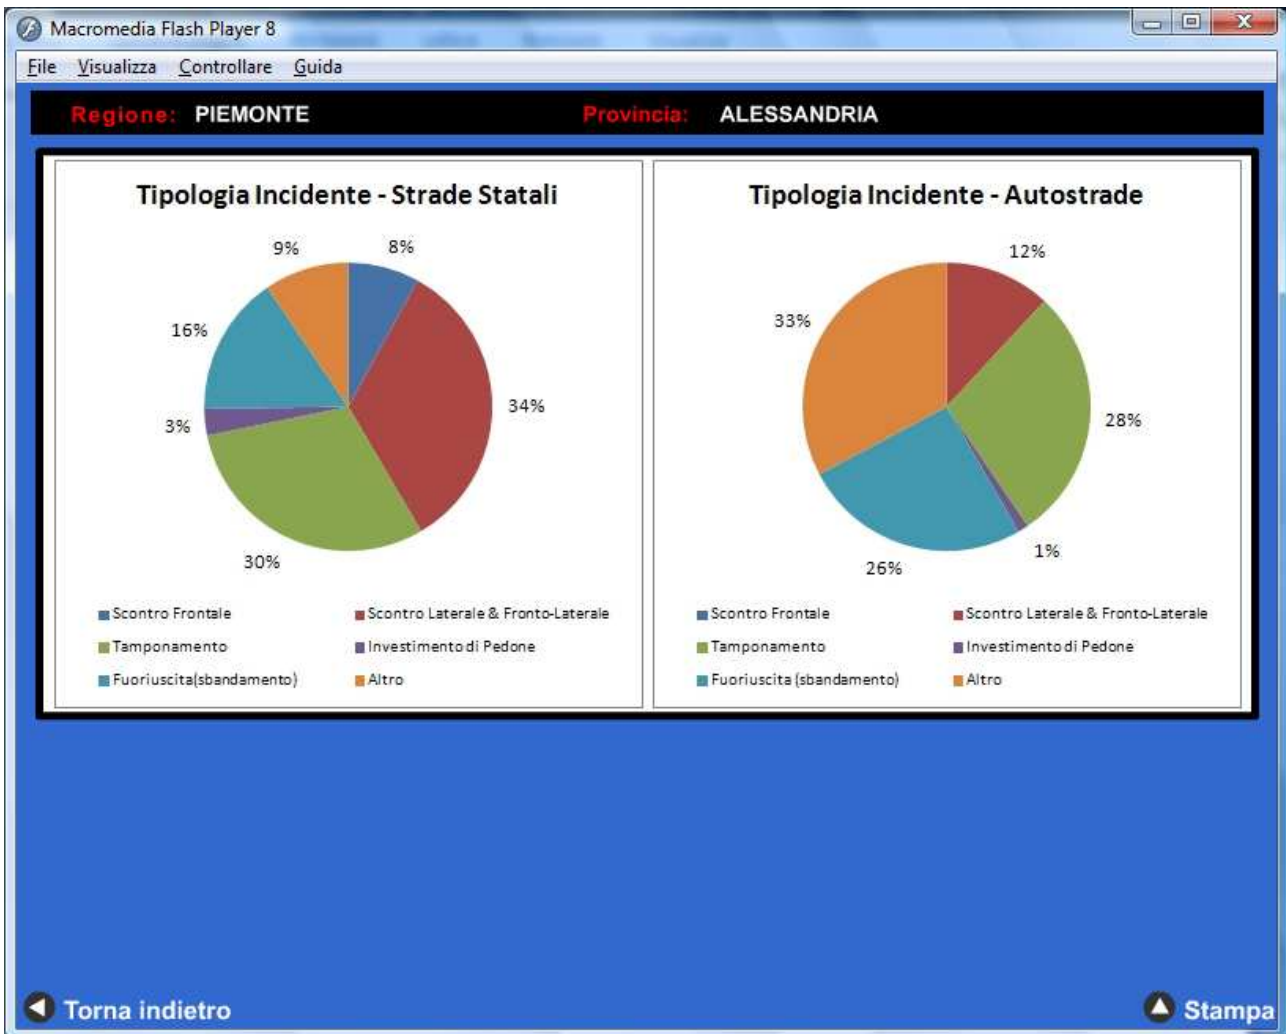 Macromedia Flash Player 8
File Visualizza Controllare Guida
Regione: PIEMONTE Provincia: ALESSANDRIA
Tipologia Incidente - Strade Statali
9% 8%
16%
34%
3%
30%
Scontro Frontale Scontro Laterale & Fronto-Laterale
Tamponamento Investimento di Pedone
Fuoriuscita(sbandamento) Altro
Tipologia Incidente - Autostrade
12%
33%
28%
1%
26%
Scontro Frontale Scontro Laterale & Fronto-Laterale
Tamponamento Investimento di Pedone
Fuoriuscita (sbandamento) Altro
Torna indietro Stampa